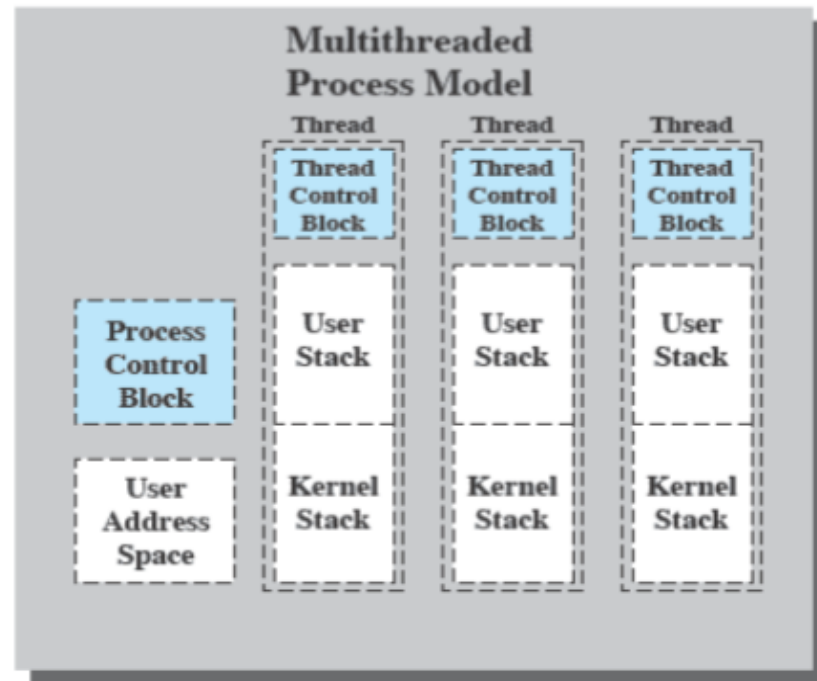 Multithreaded
Process Model
Thread
Thread
Thread
Thread
Control
Block
Thread
Control
Block
Thread
Control
Block
Process
Control
Block
User
Address
Space
User
Stack
User
Stack
User
Stack
Kernel
Stack
Kernel
Stack
Kernel
Stack